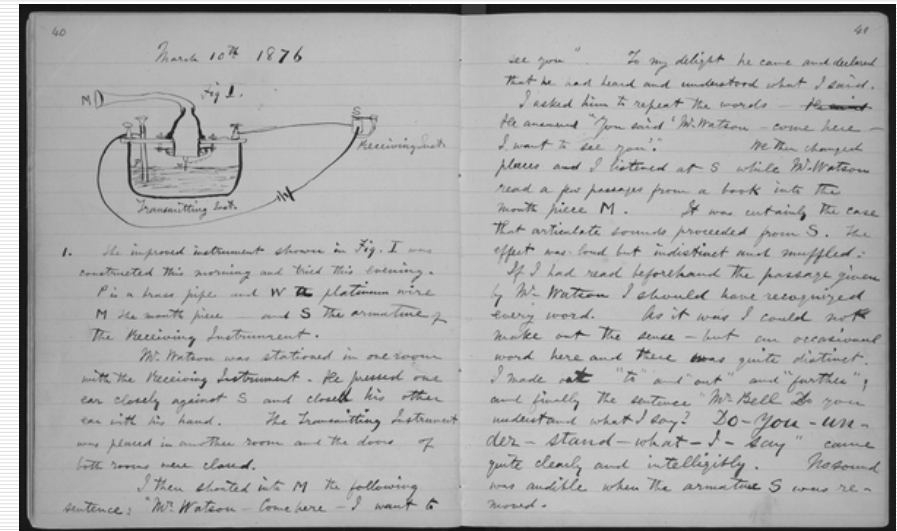 40
March 10th 1876
Fig 1.
M
S
Receiving Inst.
P
W
Transmitting Inst.
1. The improved instrument shown in Fig. I was
constructed this morning and tried this evening.
P is a brass pipe and W the platinum wire
M the mouth piece — and S the armature of
the Receiving Instrument.
Mr. Watson was stationed in one room
with the Receiving Instrument. He pressed one
ear closely against S and closed his other
ear with his hand. The Transmitting Instrument
was placed in another room and the doors of
both rooms were closed.
I then shouted into M the following
sentence: "Mr. Watson — Come here — I want to
41
see you". To my delight he came and declared
that he had heard and understood what I said.
I asked him to repeat the words — He said
He answered "You said 'Mr. Watson — come here —
I want to see you'." We then changed
places and I listened at S while Mr. Watson
read a few passages from a book into the
mouth piece M. It was certainly the case
that articulate sounds proceeded from S. The
effect was loud but indistinct and muffled.
If I had read beforehand the passage given
by Mr. Watson I should have recognized
every word. As it was I could not
make out the sense — but an occasional
word here and there was quite distinct.
I made out "to" and "out" and "further";
and finally the sentence "Mr. Bell Do you
understand what I say? Do – you – un –
der – stand – what – I – say" came
quite clearly and intelligibly. No sound
was audible when the armature S was re –
moved.